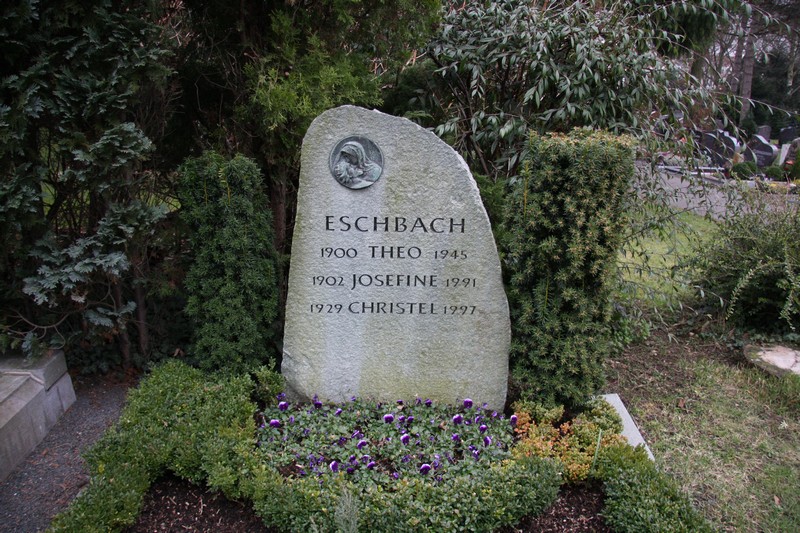 ESCHBACH
1900 THEO 1945
1902 JOSEFINE 1991
1929 CHRISTEL 1997